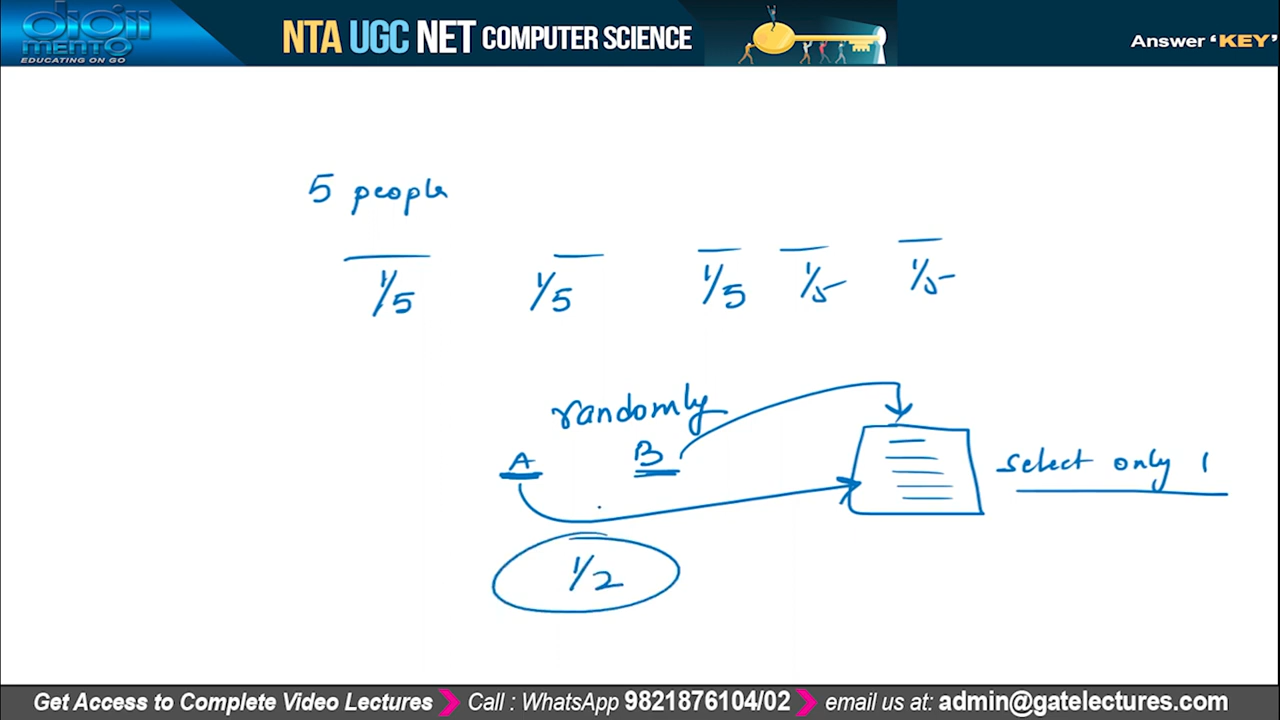 digii
MENTO
EDUCATING ON GO
NTA UGC NET COMPUTER SCIENCE
Answer ‘KEY’
5 people
1/5 1/5 1/5 1/5 1/5
randomly
A B
select only 1
1/2
Get Access to Complete Video Lectures Call : WhatsApp 9821876104/02 email us at: admin@gatelectures.com